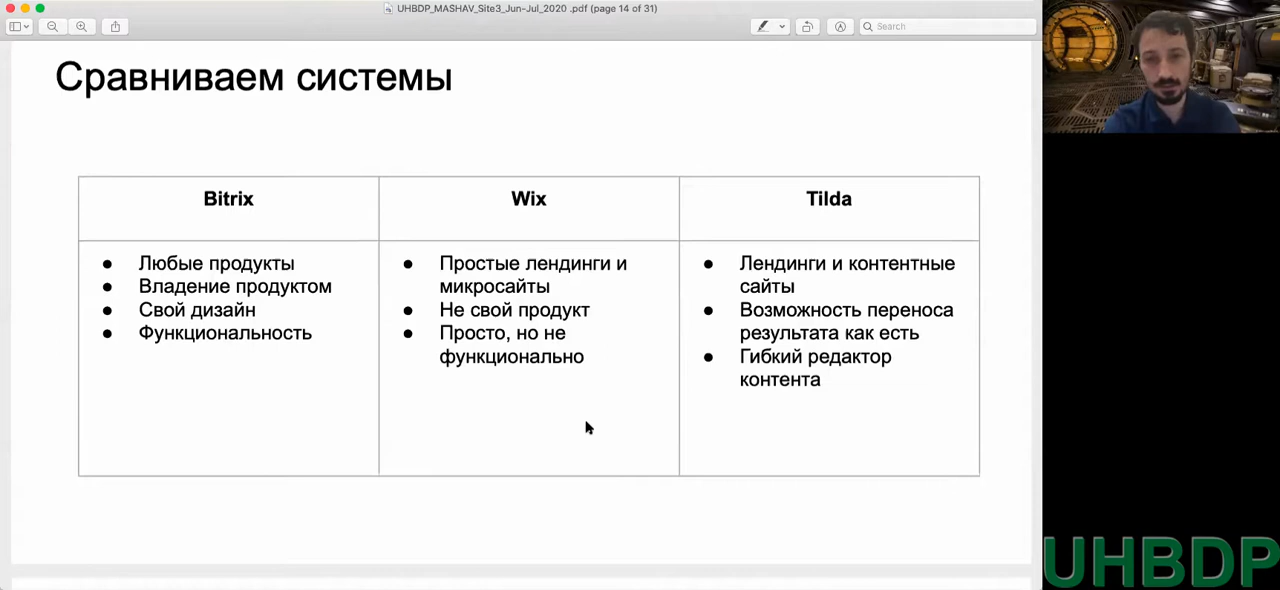 UHBDP_MASHAV_Site3_Jun-Jul_2020 .pdf (page 14 of 31)
Search
Сравниваем системы
Bitrix
Wix
Tilda
● Любые продукты
● Владение продуктом
● Свой дизайн
● Функциональность
● Простые лендинги и
микросайты
● Не свой продукт
● Просто, но не
функционально
● Лендинги и контентные
сайты
● Возможность переноса
результата как есть
● Гибкий редактор
контента
UHBDP